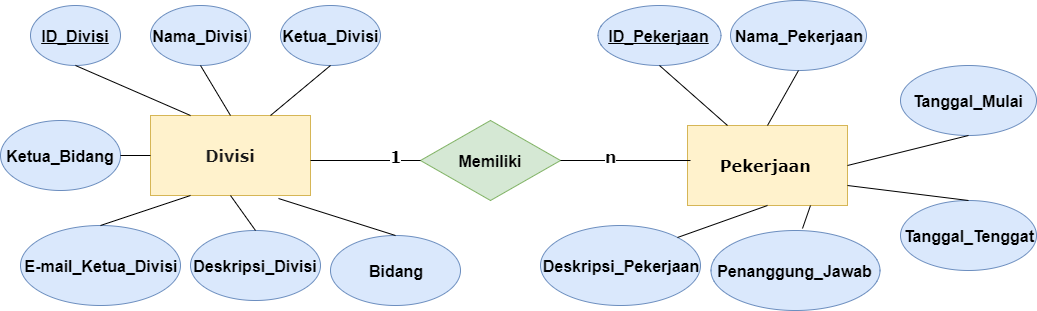 ID_Divisi
Nama_Divisi
Ketua_Divisi
ID_Pekerjaan
Nama_Pekerjaan
Tanggal_Mulai
Ketua_Bidang
Divisi
1
Memiliki
n
Pekerjaan
Tanggal_Tenggat
E-mail_Ketua_Divisi
Deskripsi_Divisi
Bidang
Deskripsi_Pekerjaan
Penanggung_Jawab